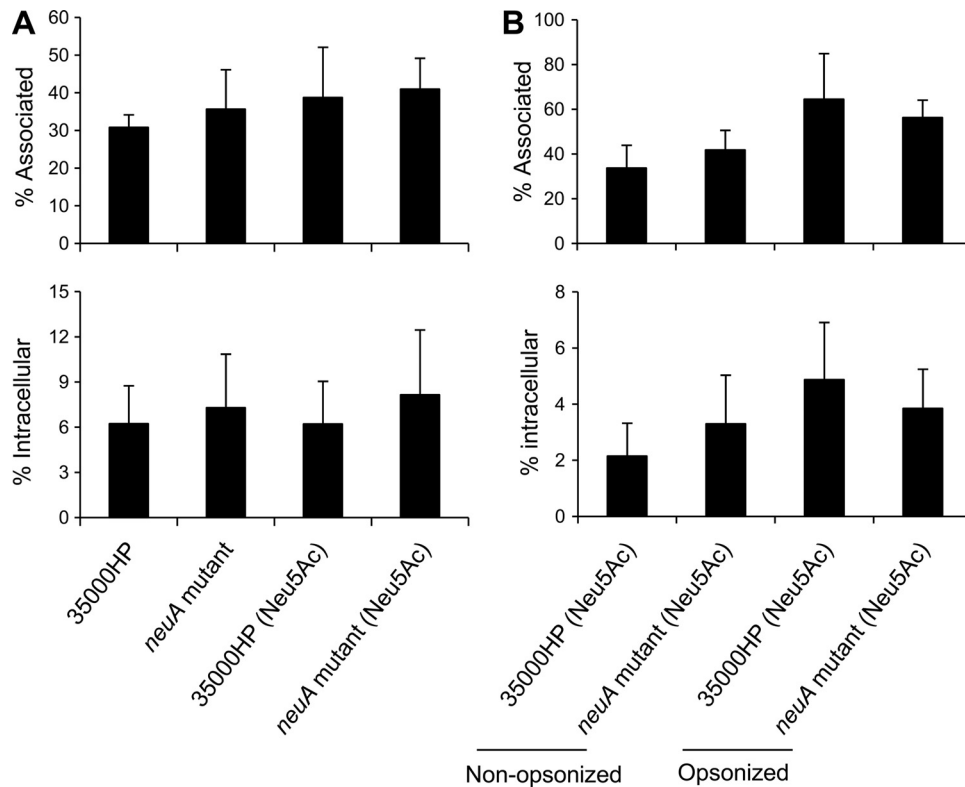 A
% Associated
60
50
40
30
20
10
0
% Intracellular
15
12
9
6
3
0
35000HP
neuA mutant
35000HP (Neu5Ac)
neuA mutant (Neu5Ac)
B
% Associated
100
80
60
40
20
0
% intracellular
8
6
4
2
0
35000HP (Neu5Ac)
neuA mutant (Neu5Ac)
35000HP (Neu5Ac)
neuA mutant (Neu5Ac)
Non-opsonized
Opsonized